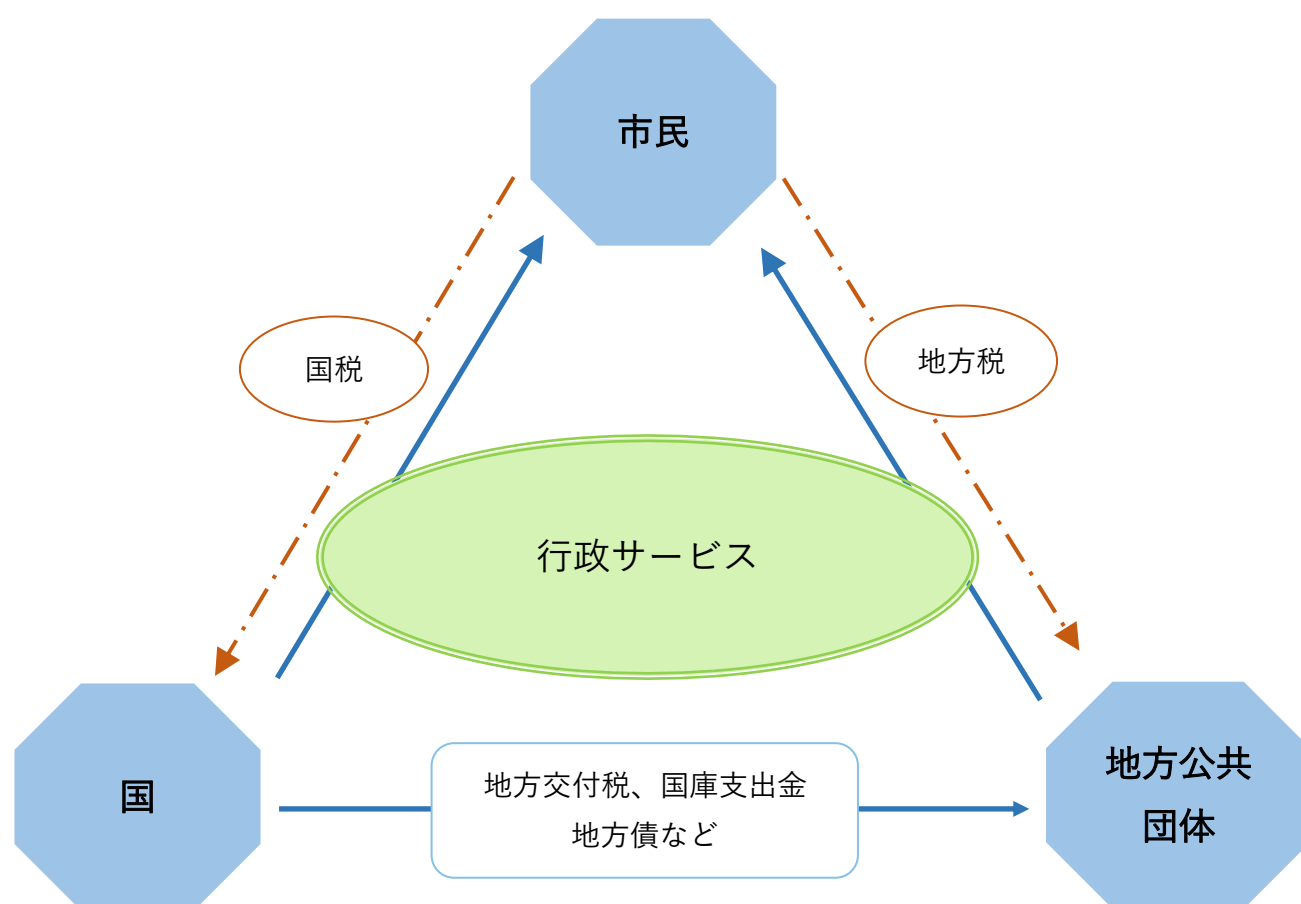 市民
国税
地方税
行政サービス
国
地方交付税、国庫支出金
地方債など
地方公共
団体